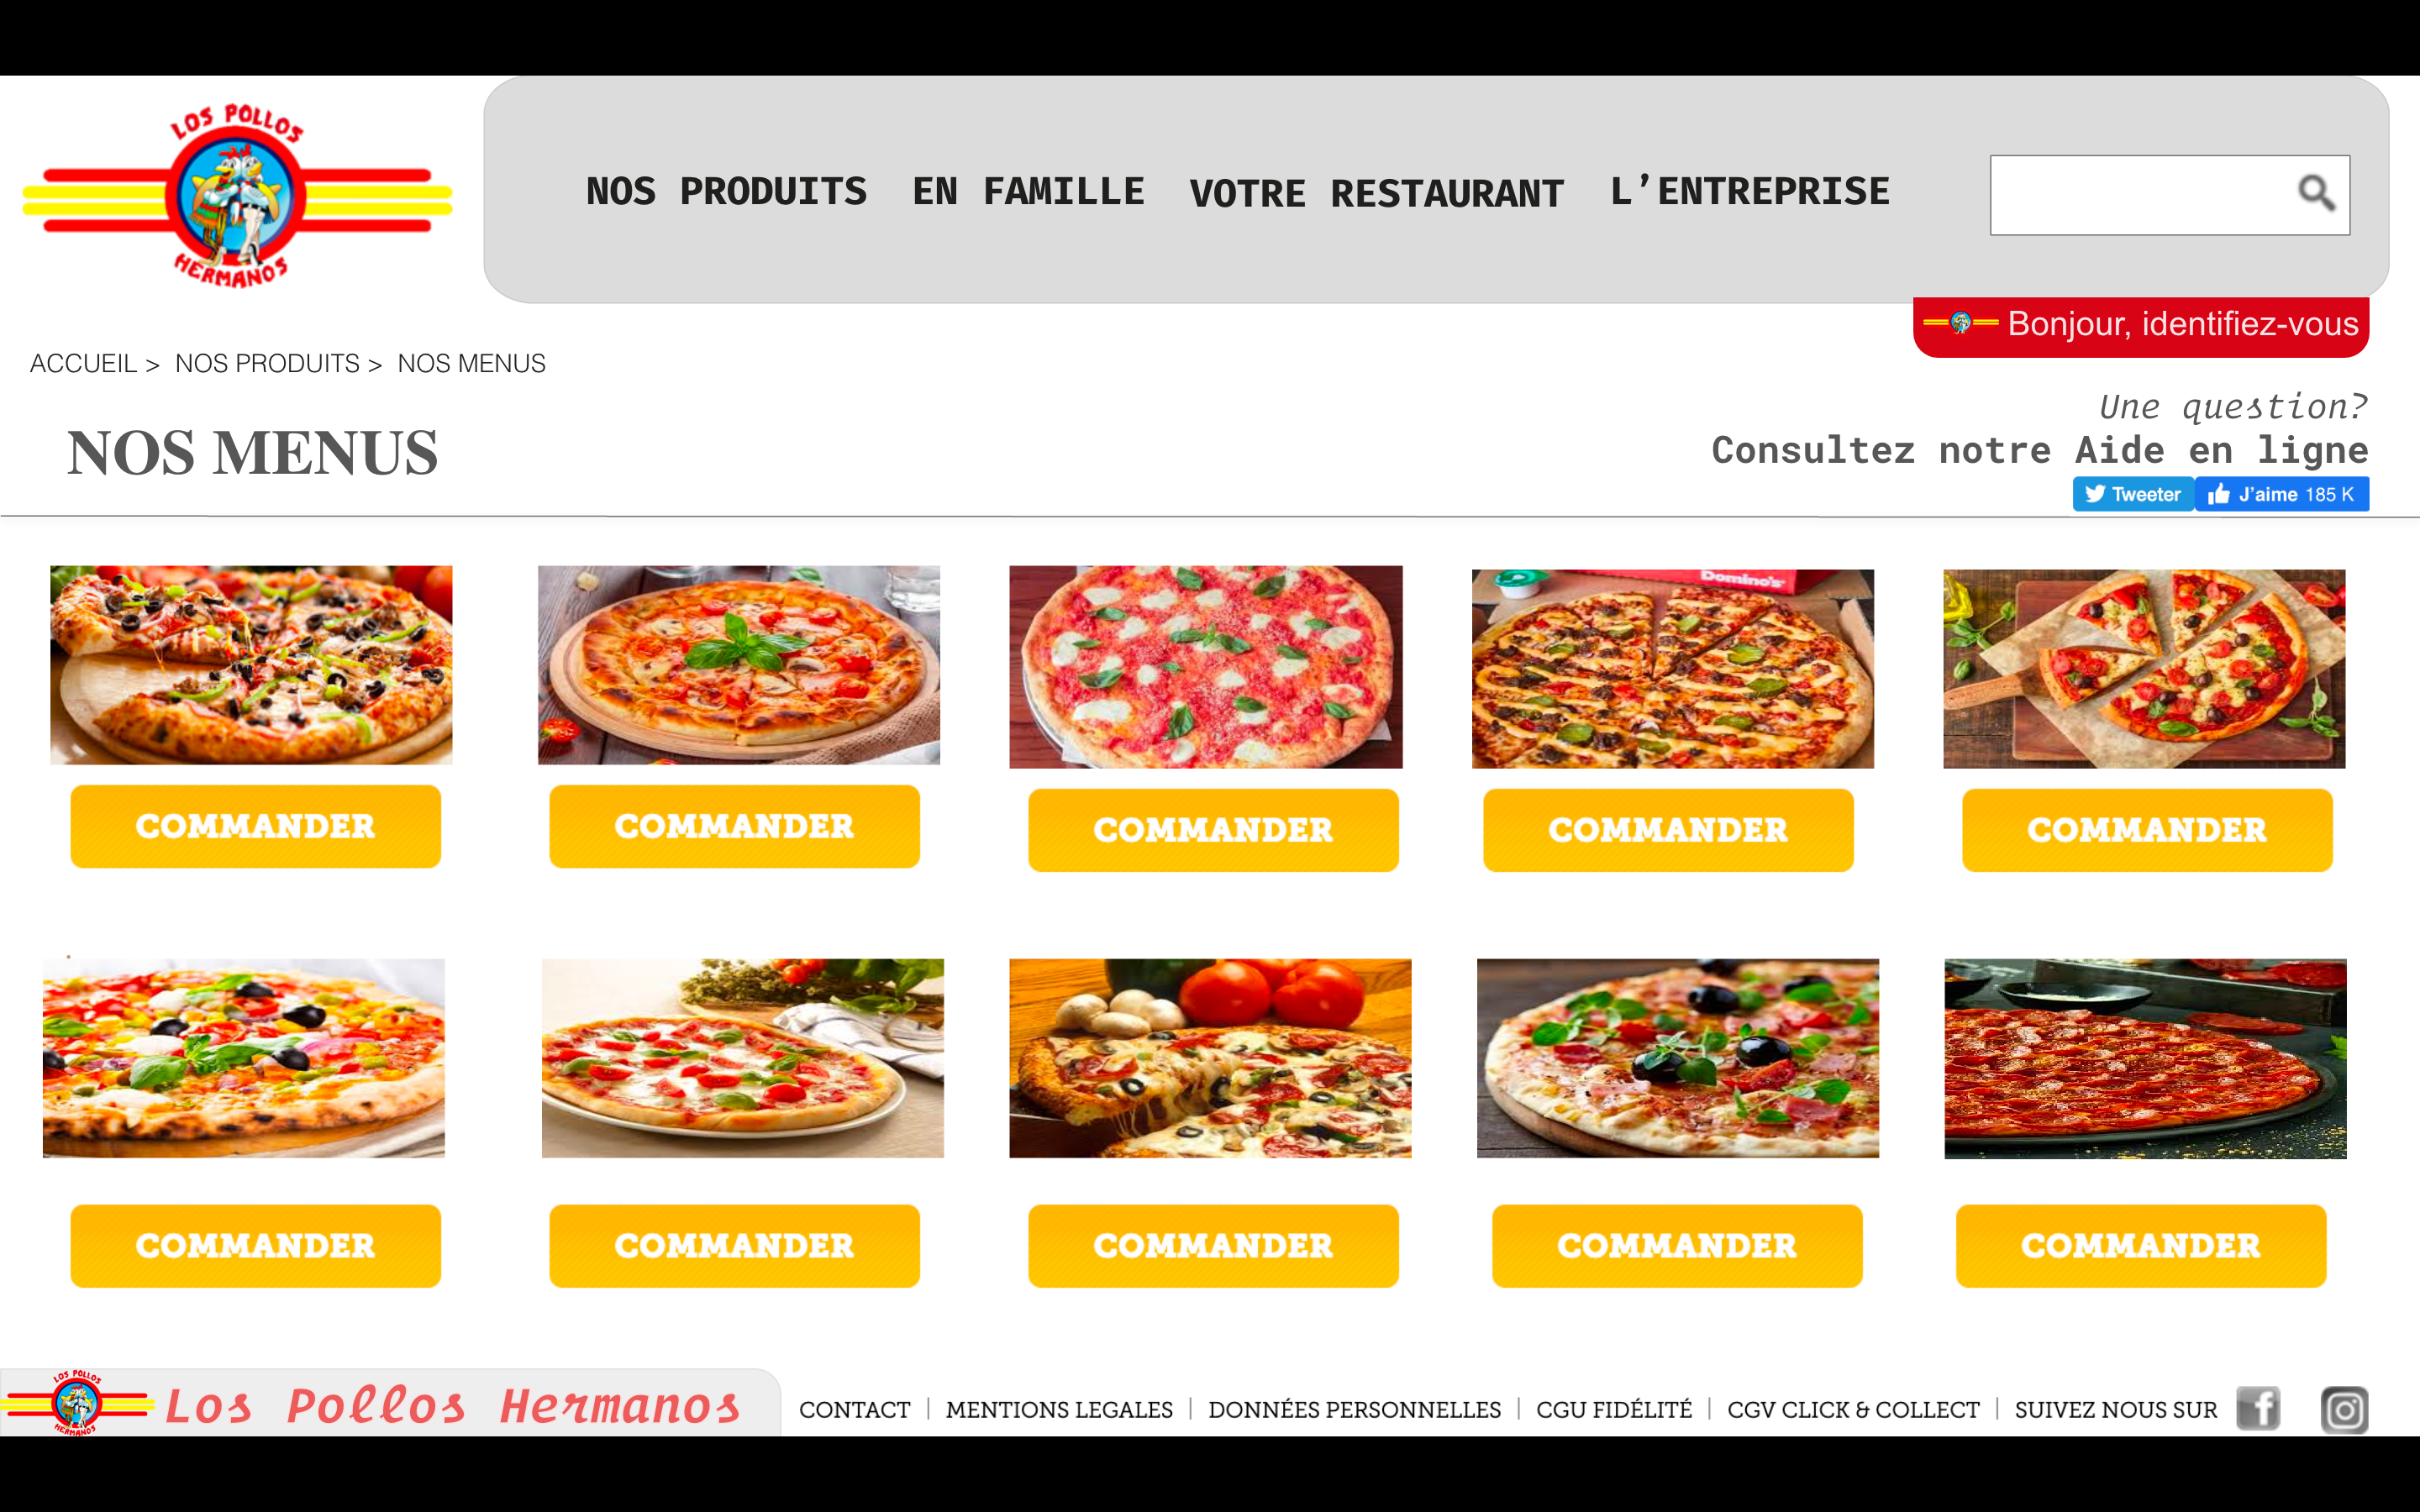 LOS POLLOS
HERMANOS
NOS PRODUITS EN FAMILLE VOTRE RESTAURANT L'ENTREPRISE
Bonjour, identifiez-vous
ACCUEIL > NOS PRODUITS > NOS MENUS
Une question?
NOS MENUS
Consultez notre Aide en ligne
Tweeter J'aime 185 K
Domino's
COMMANDER COMMANDER COMMANDER COMMANDER COMMANDER
COMMANDER COMMANDER COMMANDER COMMANDER COMMANDER
LOS POLLOS
HERMANOS
Los Pollos Hermanos
CONTACT | MENTIONS LEGALES | DONNÉES PERSONNELLES | CGU FIDÉLITÉ | CGV CLICK & COLLECT | SUIVEZ NOUS SUR